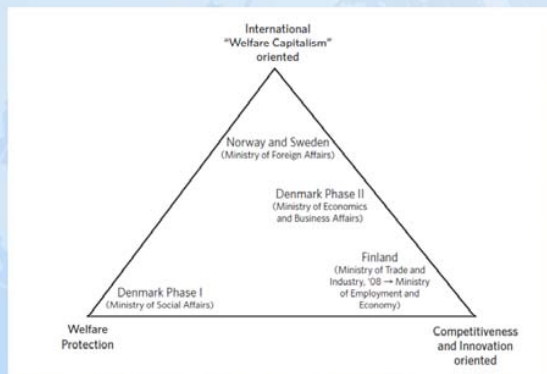 International
"Welfare Capitalism"
oriented
Norway and Sweden
(Ministry of Foreign Affairs)
Denmark Phase II
(Ministry of Economics
and Business Affairs)
Finland
(Ministry of Trade and
Industry, '08 → Ministry
of Employment and
Economy)
Denmark Phase I
(Ministry of Social Affairs)
Welfare
Protection
Competitiveness
and Innovation
oriented